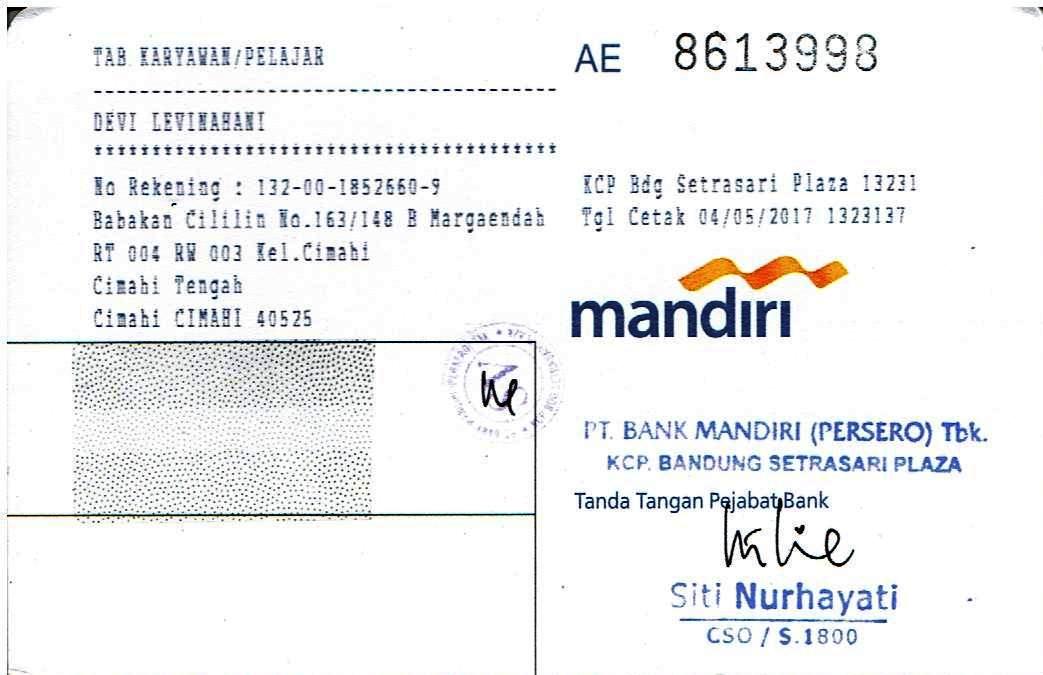 TAB KARYAWAN/PELAJAR
DEVI LEVINAHANI
No Rekening : 132-00-1852660-9
Babakan Cililin No.163/148 B Margaendah
RT 004 RW 003 Kel.Cimahi
Cimahi Tengah
Cimahi CIMAHI 40525
AE 8613998
KCP Bdg Setrasari Plaza 13231
Tgl Cetak 04/05/2017 1323137
mandiri
PT. BANK MANDIRI (PERSERO) Tbk.
KCP. BANDUNG SETRASARI PLAZA
Tanda Tangan Pejabat Bank
Siti Nurhayati
CSO / S.1800